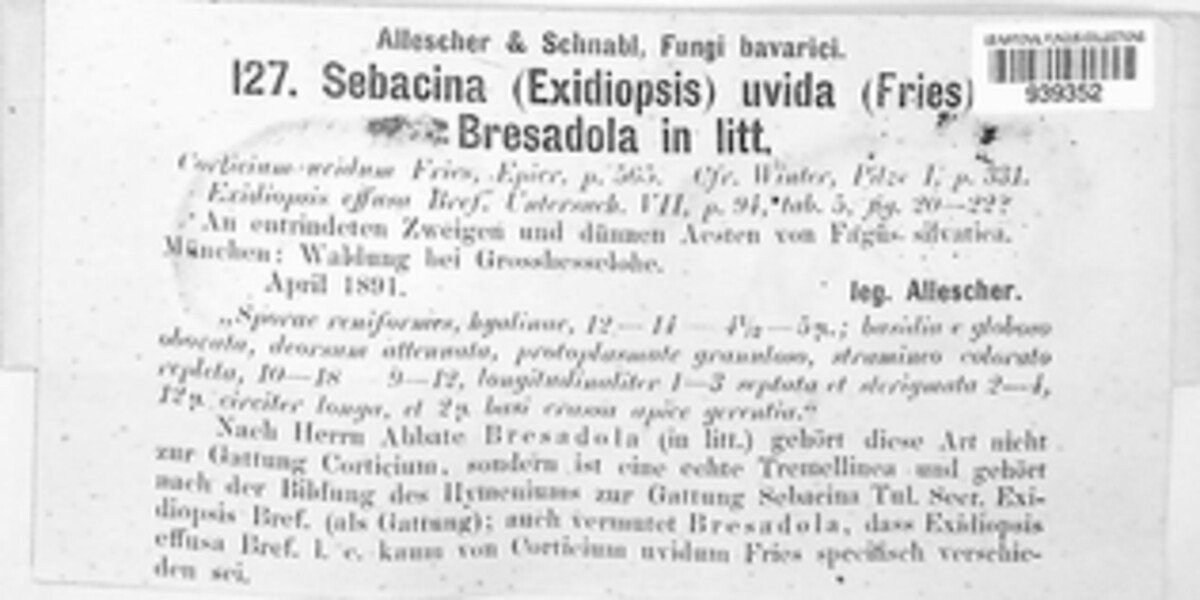 Allescher & Schnabl, Fungi bavarici.
US NATIONAL FUNGUS COLLECTIONS
939352
127. Sebacina (Exidiopsis) uvida (Fries)
Bresadola in litt.
Corticium uvidum Fries, Epicr. p. 565. Cfr. Winter, Pilze I, p. 331.
Exidiopsis effusa Bref. Untersuch. VII, p. 94, tab. 5, fig. 20—22?
An entrindeten Zweigen und dünnen Aesten von Fagus silvatica.
München: Waldung bei Grosshesselohe.
April 1891.
leg. Allescher.
„Sporae reniformes, hyalinae, 12—14 — 4½—5 µ.; basidia e globoso
obovata, deorsum attenuata, protoplasmate granuloso, stramineo colorato
repleta, 10—18 9—12, longitudinaliter 1—3 septata et sterigmata 2—4,
12 µ circiter longa, et 2 µ basi crassa apice gerentia.“
Nach Herrn Abbate Bresadola (in litt.) gehört diese Art nicht
zur Gattung Corticium, sondern ist eine echte Tremellinea und gehört
nach der Bildung des Hymeniums zur Gattung Sebacina Tul. Sect. Exi-
diopsis Bref. (als Gattung); auch vermutet Bresadola, dass Exidiopsis
effusa Bref. l. c. kaum von Corticium uvidum Fries specifisch verschie-
den sei.